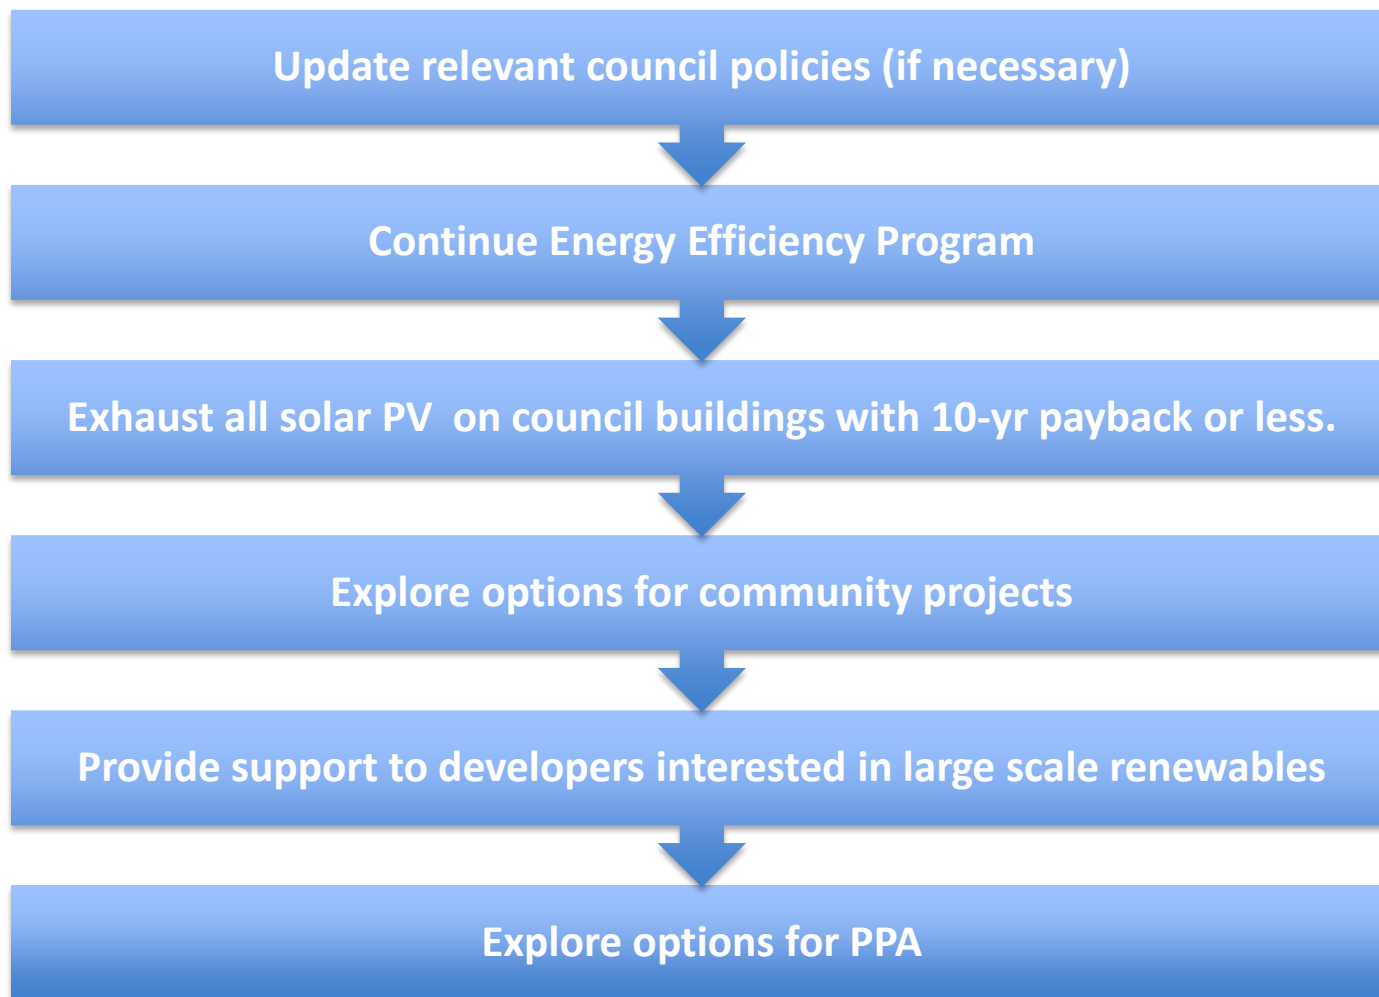 Update relevant council policies (if necessary)
Continue Energy Efficiency Program
Exhaust all solar PV  on council buildings with 10-yr payback or less.
Explore options for community projects
Provide support to developers interested in large scale renewables
Explore options for PPA